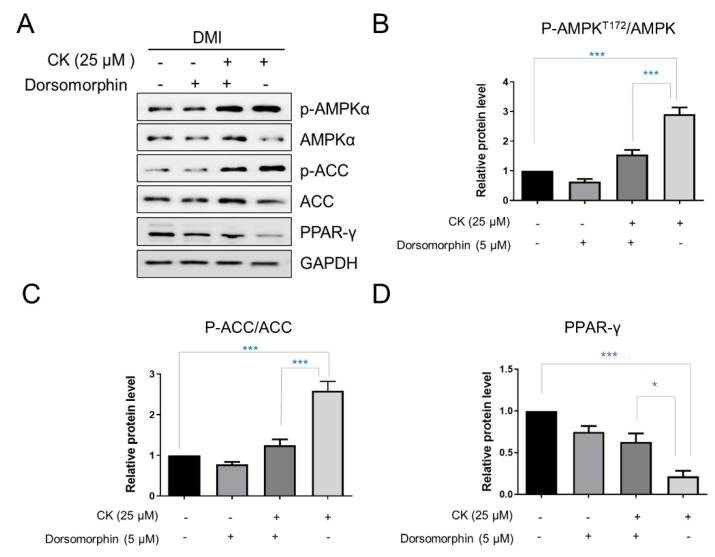 A
DMI
CK (25 μM )
- - + +
Dorsomorphin
- + + -
p-AMPKα
AMPKα
p-ACC
ACC
PPAR-γ
GAPDH
B
P-AMPKᵀ¹⁷²/AMPK
***
***
Relative protein level
4
3
2
1
0
CK (25 μM) - - + +
Dorsomorphin (5 μM) - + + -
C
P-ACC/ACC
***
***
Relative protein level
3
2
1
0
CK (25 μM) - - + +
Dorsomorphin (5 μM) - + + -
D
PPAR-γ
***
*
Relative protein level
1.5
1.0
0.5
0.0
CK (25 μM) - - + +
Dorsomorphin (5 μM) - + + -